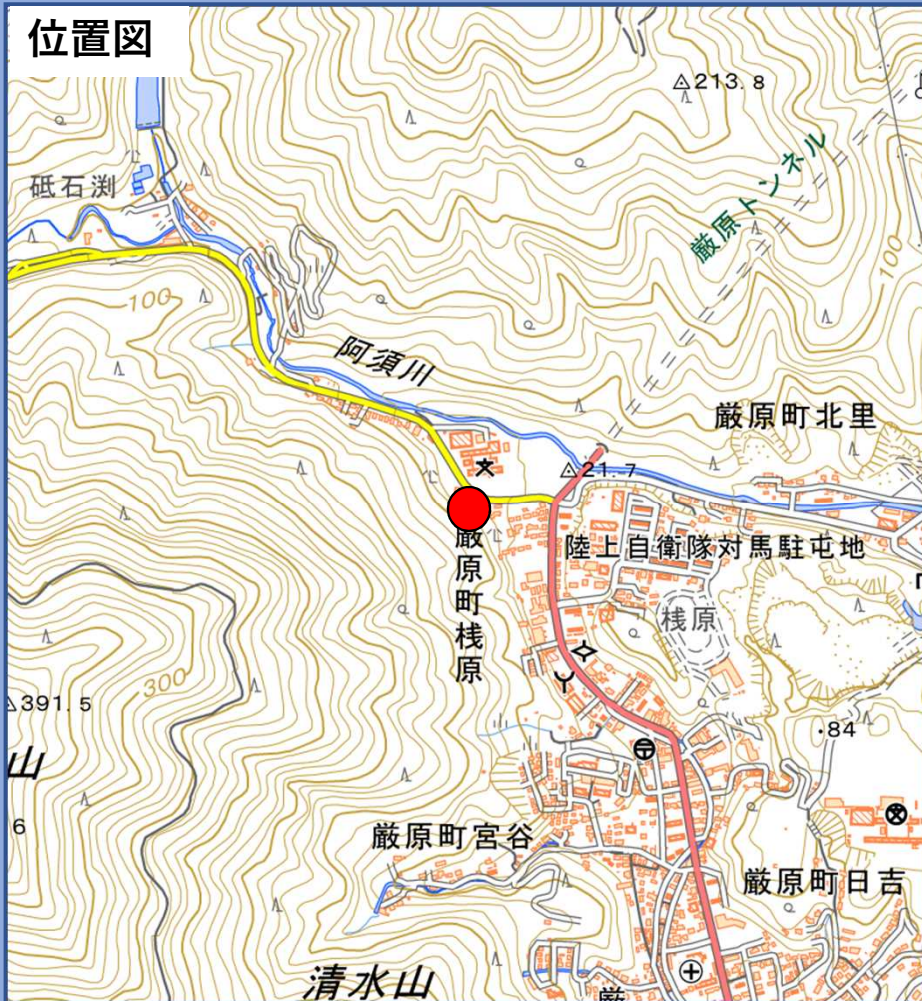 位置図
213.8
砥石渕
厳原トンネル
100
100
阿須川
厳原町北里
21.7
陸上自衛隊対馬駐屯地
厳原町桟原
桟原
300
391.5
山
84
6
厳原町宮谷
厳原町日吉
清水山
厳